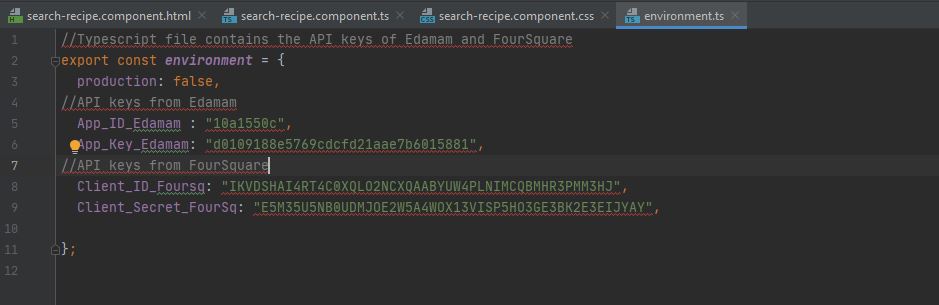 search-recipe.component.html search-recipe.component.ts search-recipe.component.css environment.ts
1 //Typescript file contains the API keys of Edamam and FourSquare
2 export const environment = {
3 production: false,
4 //API keys from Edamam
5 App_ID_Edamam : "10a1550c",
6 App_Key_Edamam: "d0109188e5769cdcfd21aae7b6015881",
7 //API keys from FourSquare
8 Client_ID_Foursq: "IKVDSHAI4RT4C0XQLO2NCXQAABYUW4PLNIMCQBMHR3PMM3HJ",
9 Client_Secret_FourSq: "E5M35U5NB0UDMJOE2W5A4WOX13VISP5HO3GE3BK2E3EIJYAY",
10
11 };
12